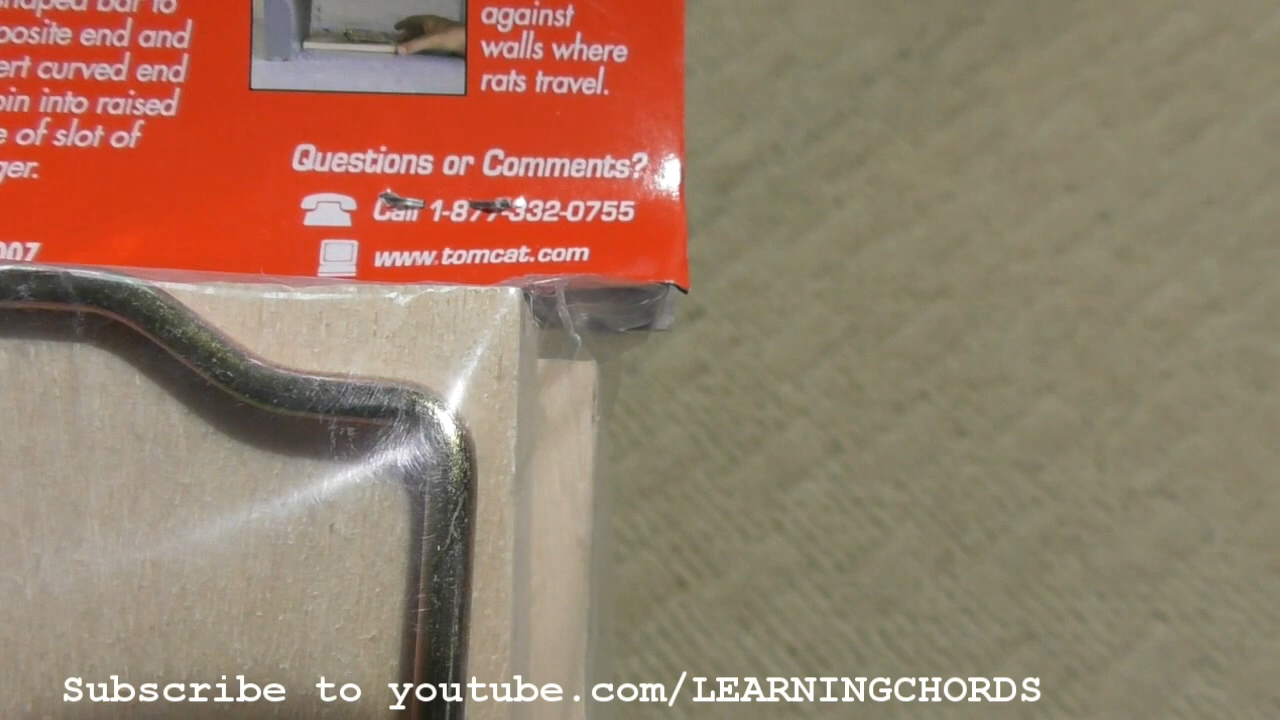 shaped bar to
posite end and
ert curved end
pin into raised
e of slot of
ger.
against
walls where
rats travel.
Questions or Comments?
Call 1-877-332-0755
www.tomcat.com
007
Subscribe to youtube.com/LEARNINGCHORDS